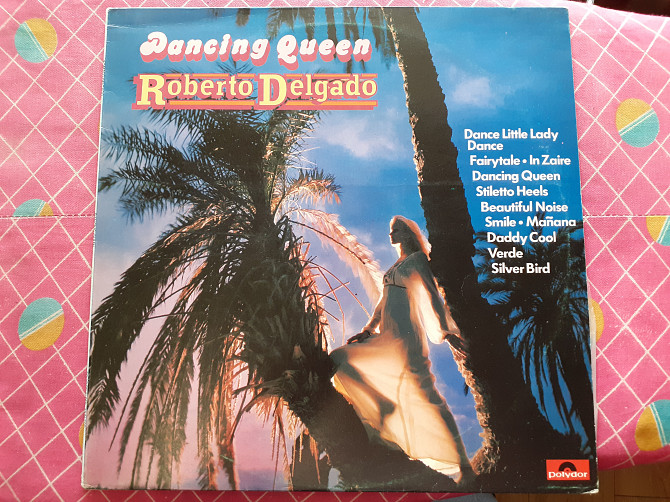 Dancing Queen
Roberto Delgado
Dance Little Lady
Dance
Fairytale • In Zaire
Dancing Queen
Stiletto Heels
Beautiful Noise
Smile • Mañana
Daddy Cool
Verde
Silver Bird
Polydor